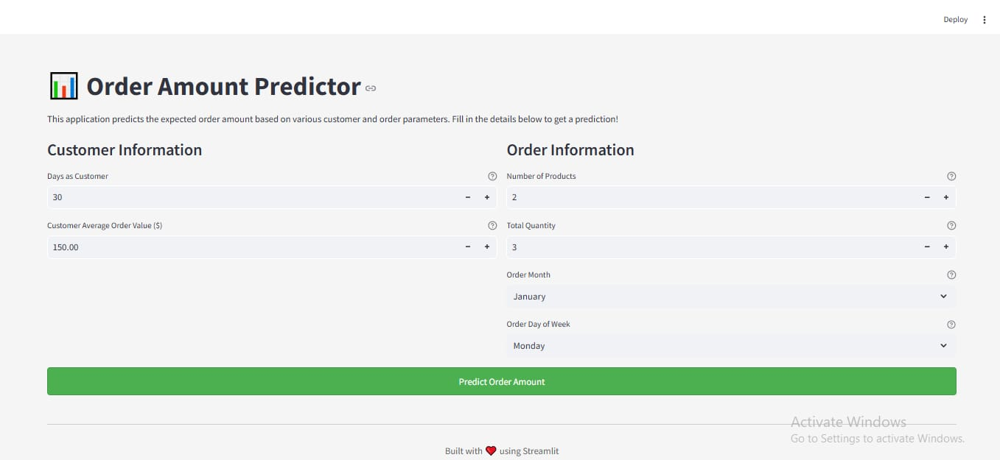 Deploy
Order Amount Predictor
This application predicts the expected order amount based on various customer and order parameters. Fill in the details below to get a prediction!
Customer Information
Days as Customer
30
Customer Average Order Value ($)
150.00
Order Information
Number of Products
2
Total Quantity
3
Order Month
January
Order Day of Week
Monday
Predict Order Amount
Activate Windows
Go to Settings to activate Windows.
Built with ❤️ using Streamlit